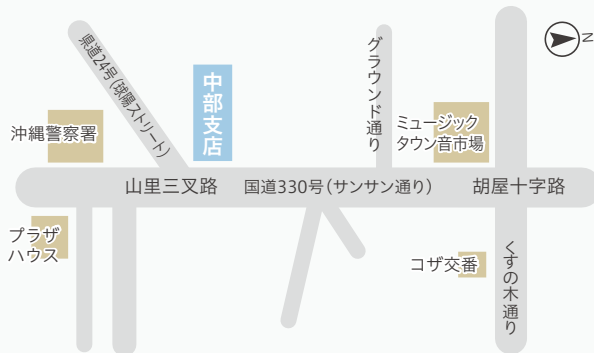 県道24号(球陽ストリート)
中部支店
グラウンド通り
N
沖縄警察署
ミュージック
タウン音市場
山里三叉路
国道330号(サンサン通り)
胡屋十字路
プラザ
ハウス
コザ交番
くすの木通り